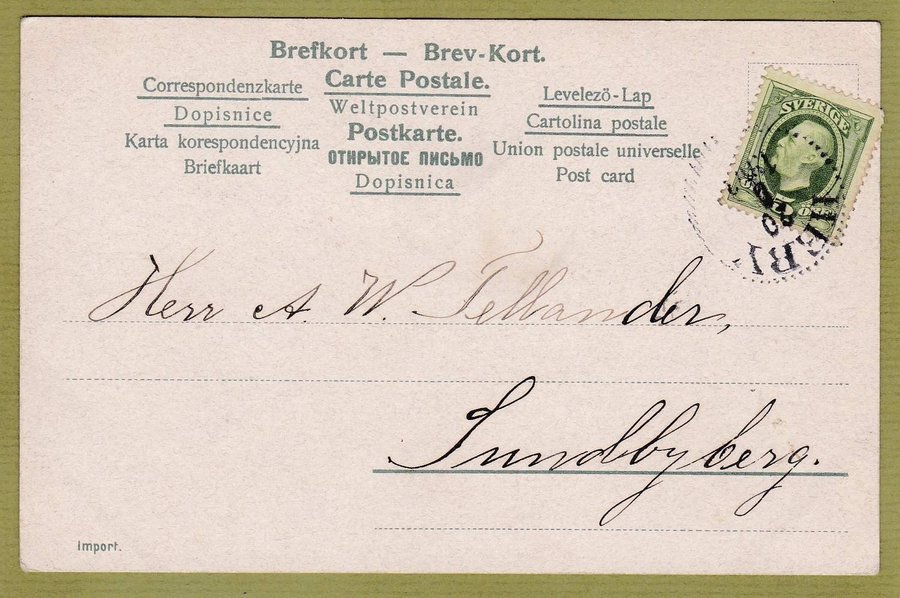 Brefkort — Brev-Kort.
Carte Postale.
Correspondenzkarte
Weltpostverein
Levelezö-Lap
Dopisnice
Postkarte.
Cartolina postale
Karta korespondencyjna
ОТКРЫТОЕ ПИСЬМО
Union postale universelle
Briefkaart
Dopisnica
Post card
SVERIGE
Herr A. W. Tellander,
Sundbyberg.
Import.